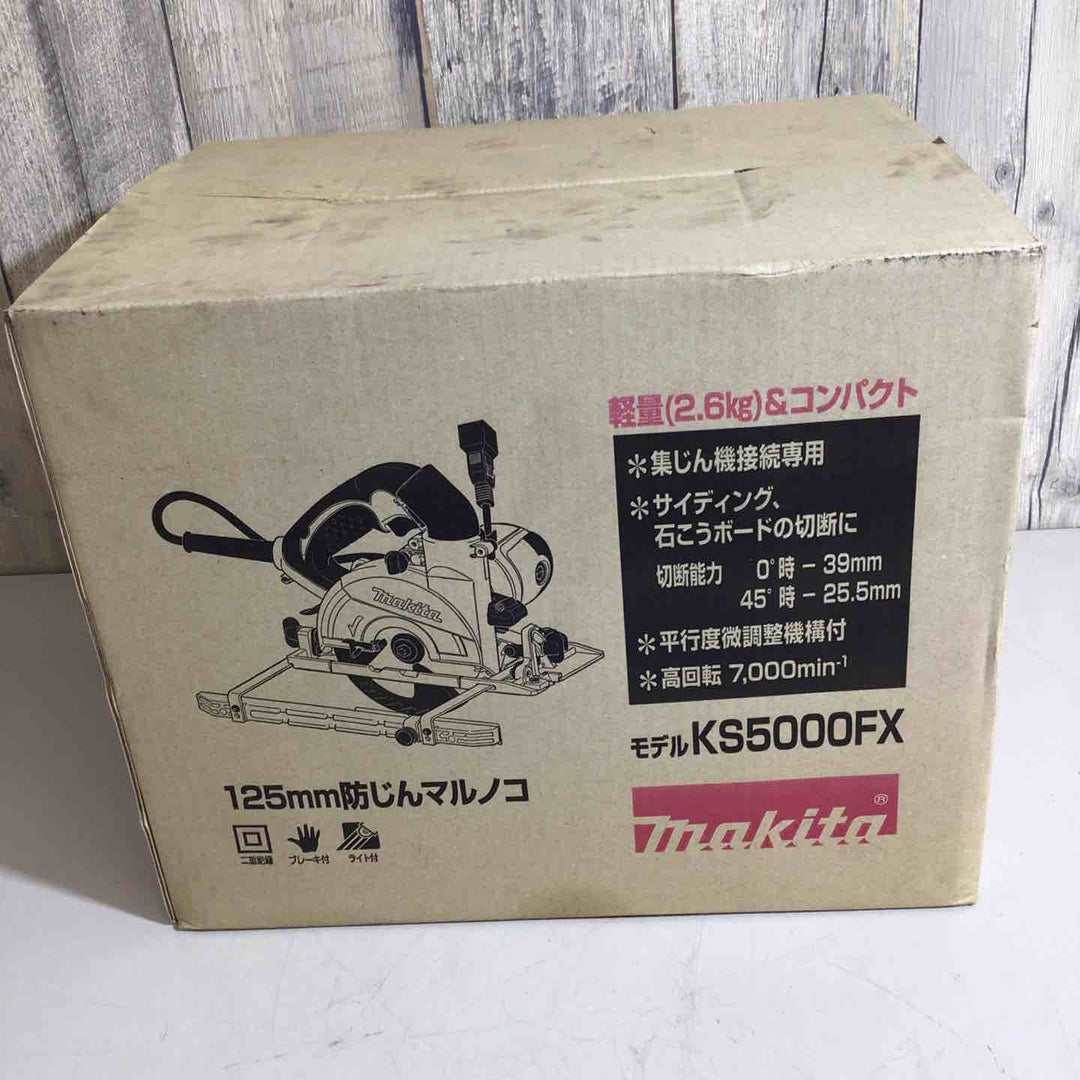 軽量(2.6kg)&コンパクト
＊集じん機接続専用
＊サイディング、
石こうボードの切断に
切断能力 0°時－39mm
45°時－25.5mm
＊平行度微調整機構付
＊高回転 7,000min-1
モデルKS5000FX
makita®
makita
125mm防じんマルノコ
二重絶縁 ブレーキ付 ライト付